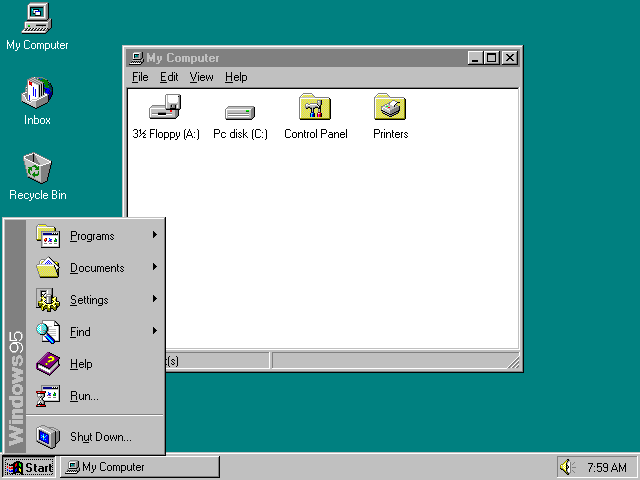 My Computer
Inbox
Recycle Bin
My Computer
File Edit View Help
3½ Floppy (A:) Pc disk (C:) Control Panel Printers
Programs
Documents
Settings
Find
Help
Run...
Shut Down...
Windows95
(s)
Start My Computer 7:59 AM